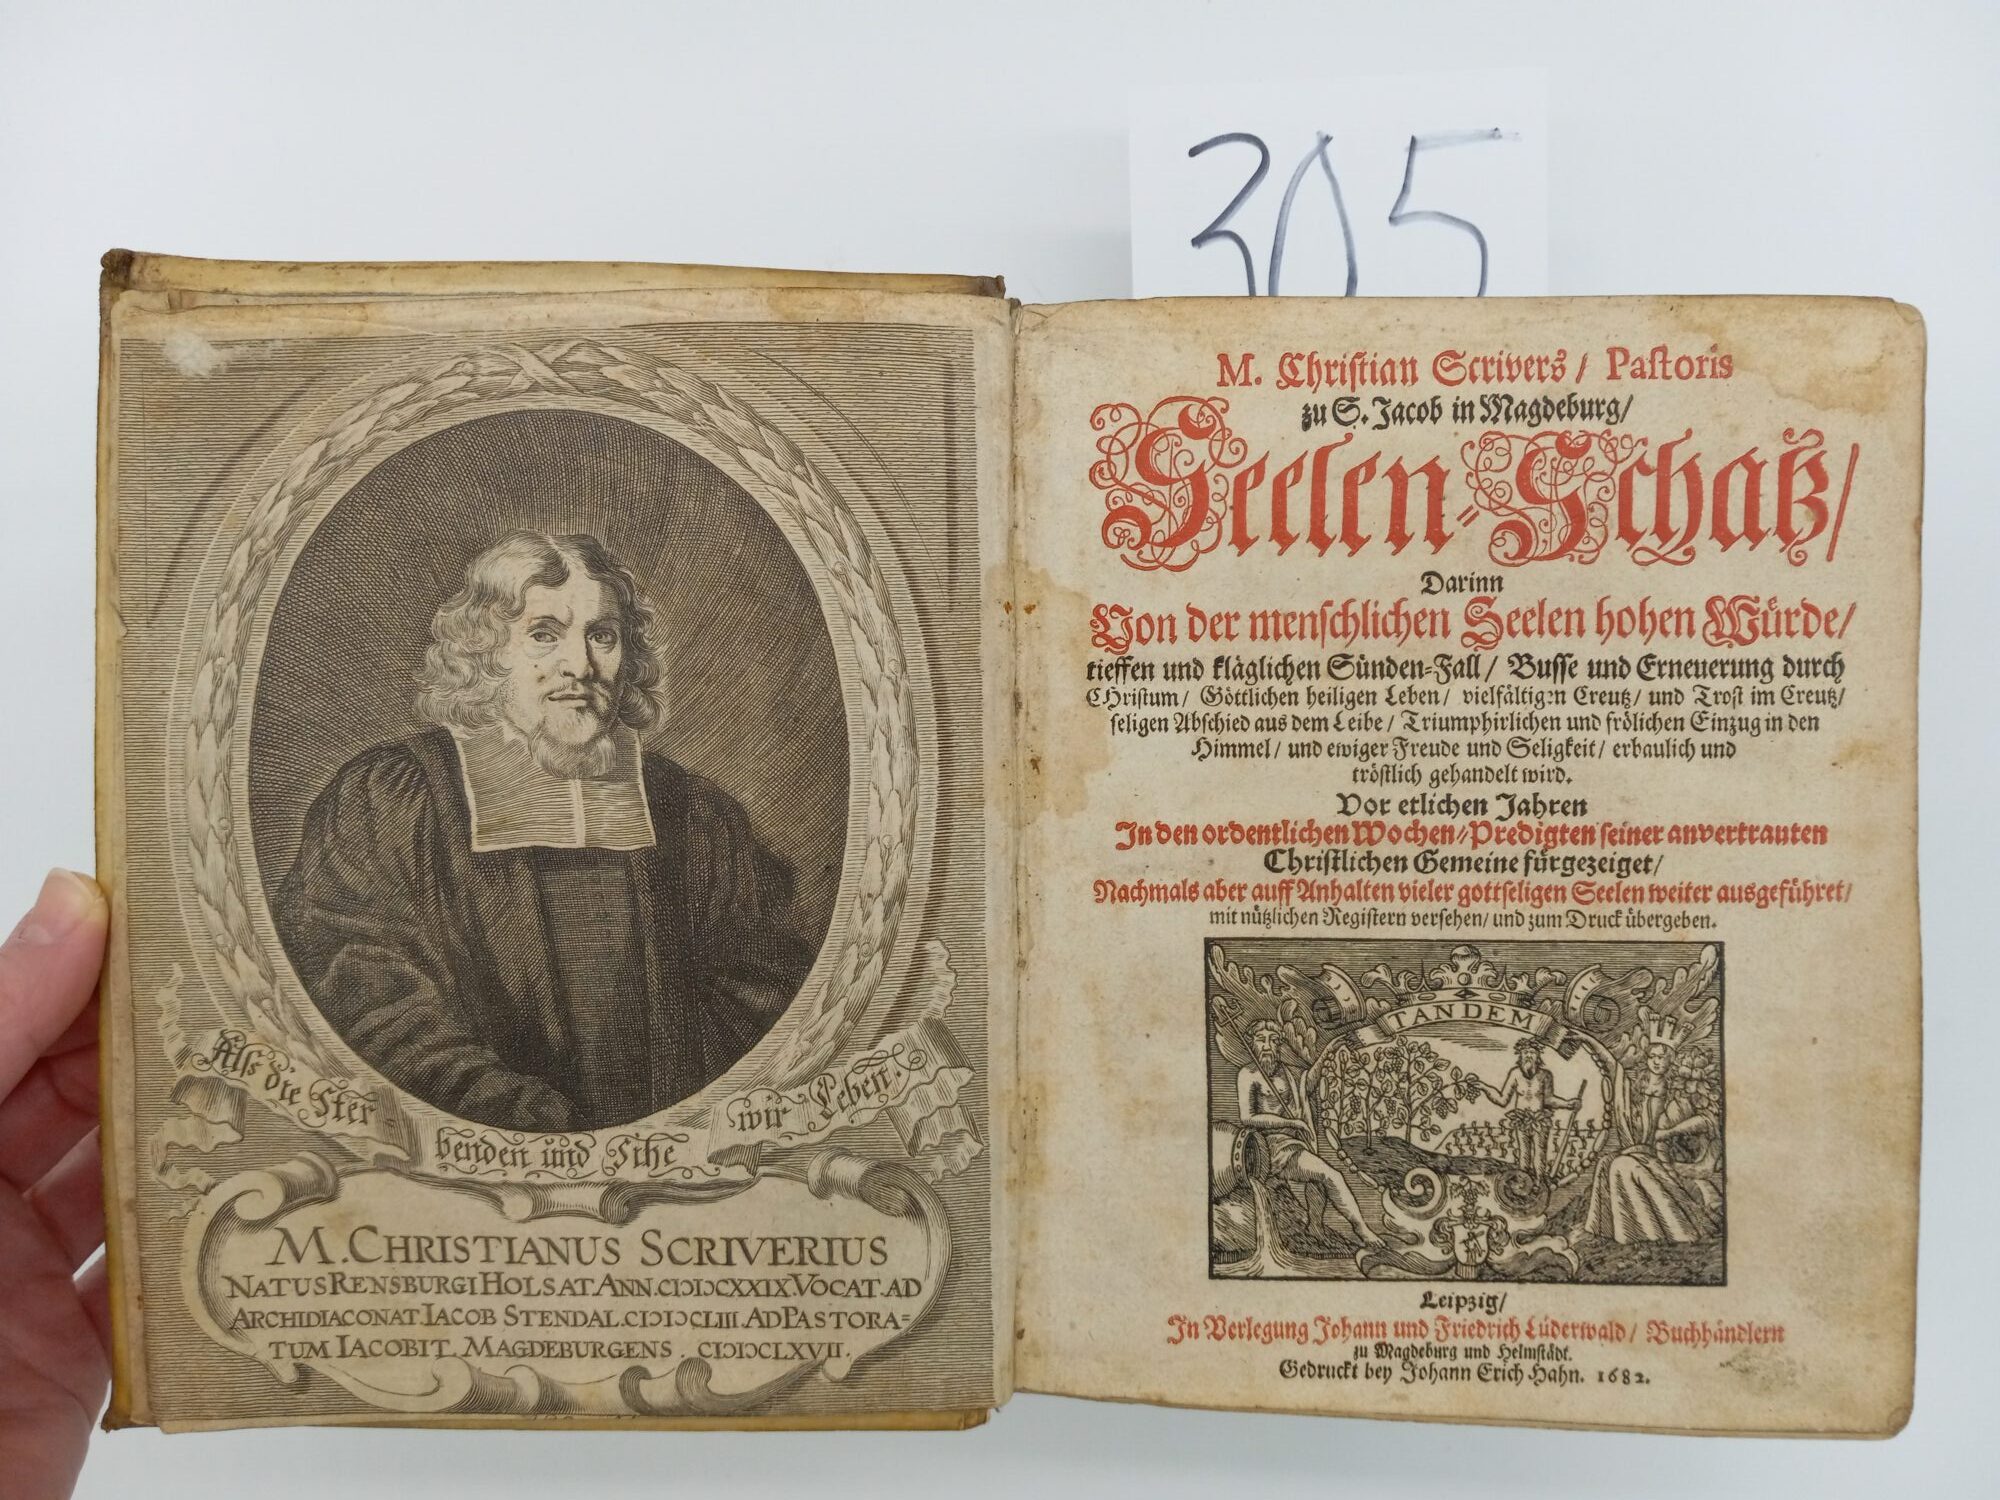 305
Alß die Ster-
benden und sihe
wir Leben.
M. CHRISTIANUS SCRIVERIUS
NATUS RENSBURGI HOLSAT. ANN. CIↃIↃCXXIX. VOCAT. AD
ARCHIDIACONAT. IACOB STENDAL. CIↃIↃCLIII. AD PASTORA=
TUM IACOBIT. MAGDEBURGENS. CIↃIↃCLXVII.
M. Christian Scrivers/ Pastoris
zu S. Jacob in Magdeburg/
Seelen-Schatz/
Darinn
Von der menschlichen Seelen hohen Würde/
tieffen und kläglichen Sünden-Fall/ Busse und Erneuerung durch
CHristum/ Göttlichen heiligen Leben/ vielfältigen Creutz/ und Trost im Creutz/
seligen Abschied aus dem Leibe/ Triumphirlichen und frölichen Einzug in den
Himmel/ und ewiger Freude und Seligkeit/ erbaulich und
tröstlich gehandelt wird.
Vor etlichen Jahren
In den ordentlichen Wochen-Predigten seiner anvertrauten
Christlichen Gemeine fürgezeiget/
Nachmals aber auff Anhalten vieler gottseligen Seelen weiter ausgeführet/
mit nützlichen Registern versehen/ und zum Druck übergeben.
TANDEM
Leipzig/
In Verlegung Johann und Friedrich Lüderwald/ Buchhändlern
zu Magdeburg und Helmstädt.
Gedruckt bey Johann Erich Hahn. 1682.